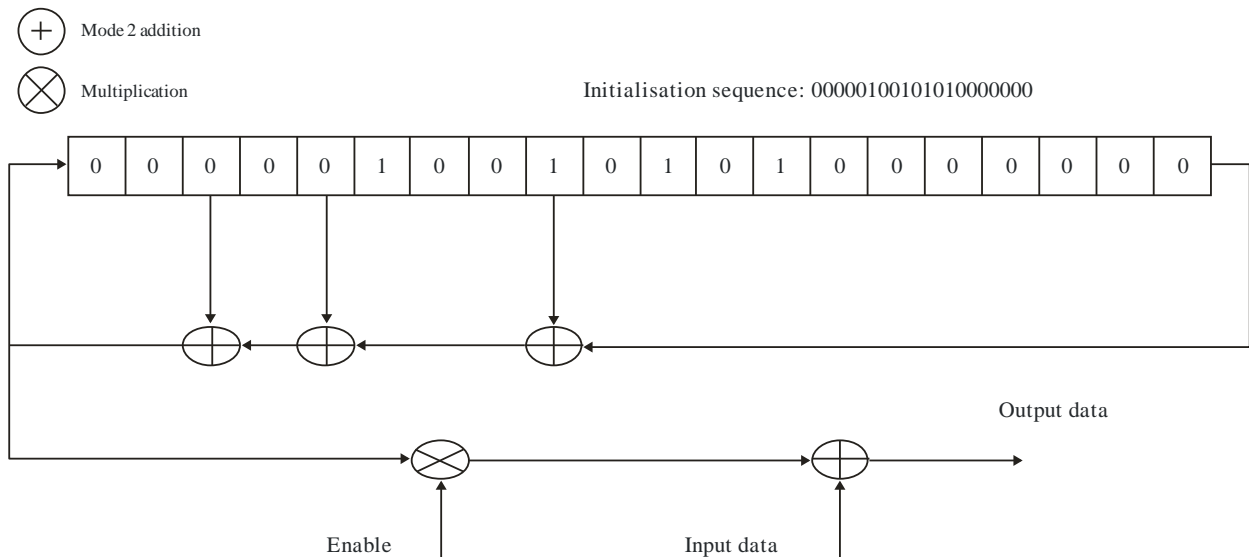 Mode 2 addition
Multiplication
Initialisation sequence: 00000100101010000000
0 0 0 0 0 1 0 0 1 0 1 0 1 0 0 0 0 0 0 0
Output data
Enable
Input data